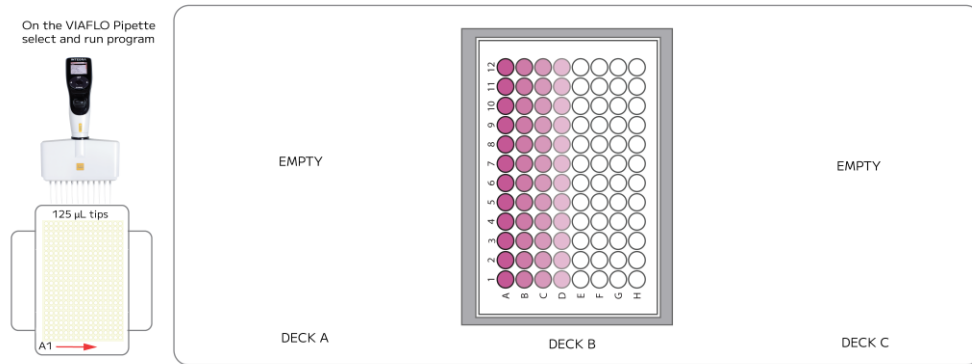 On the VIAFLO Pipette
select and run program
125 µL tips
A1
EMPTY
12
11
10
9
8
7
6
5
4
3
2
1
A B C D E F G H
EMPTY
DECK A
DECK B
DECK C